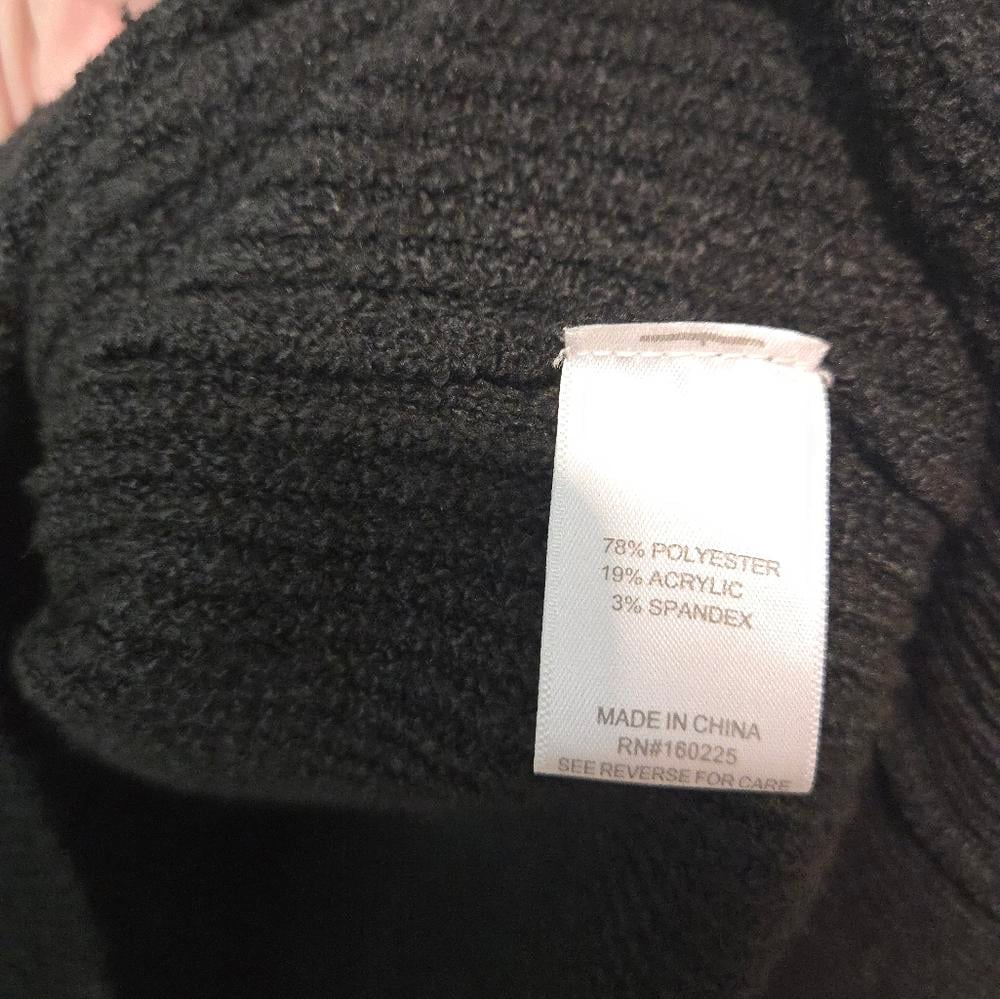 78% POLYESTER
19% ACRYLIC
3% SPANDEX
MADE IN CHINA
RN#160225
SEE REVERSE FOR CARE